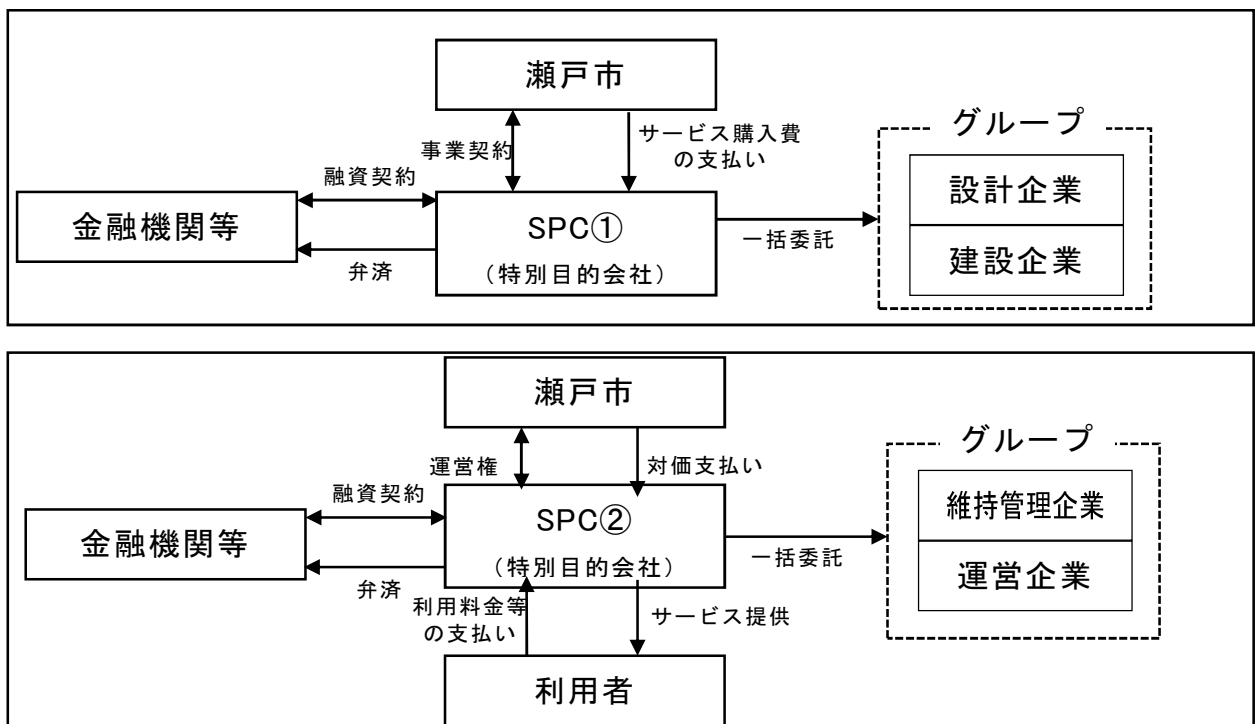 瀬戸市
事業契約
サービス購入費
の支払い
グループ
融資契約
金融機関等
弁済
SPC①
（特別目的会社）
一括委託
設計企業
建設企業
瀬戸市
運営権
対価支払い
グループ
融資契約
金融機関等
弁済
SPC②
（特別目的会社）
一括委託
維持管理企業
運営企業
利用料金等
の支払い
サービス提供
利用者